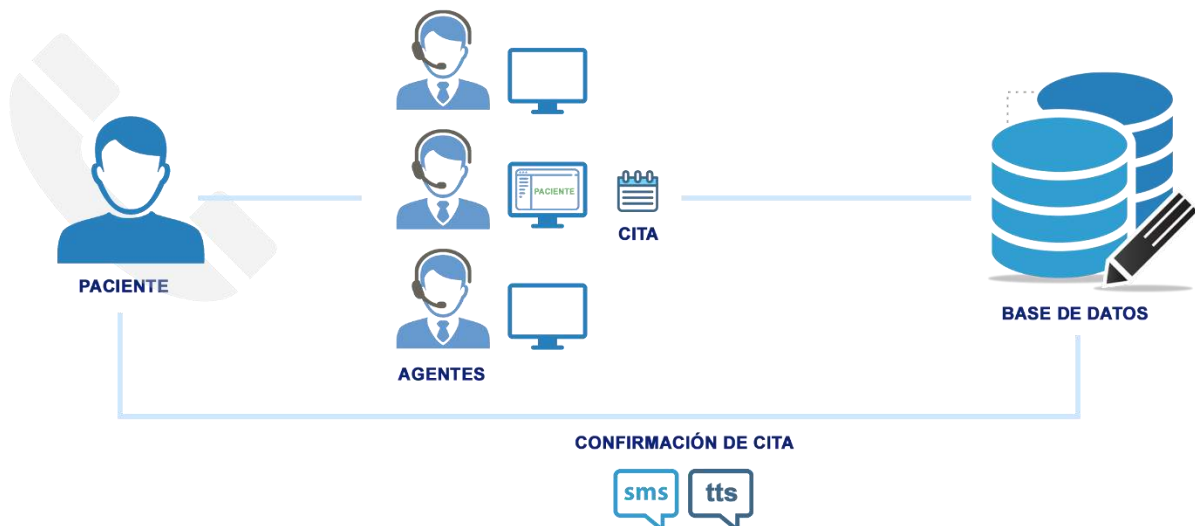 PACIENTE
PACIENTE
CITA
AGENTES
BASE DE DATOS
CONFIRMACIÓN DE CITA
sms
tts